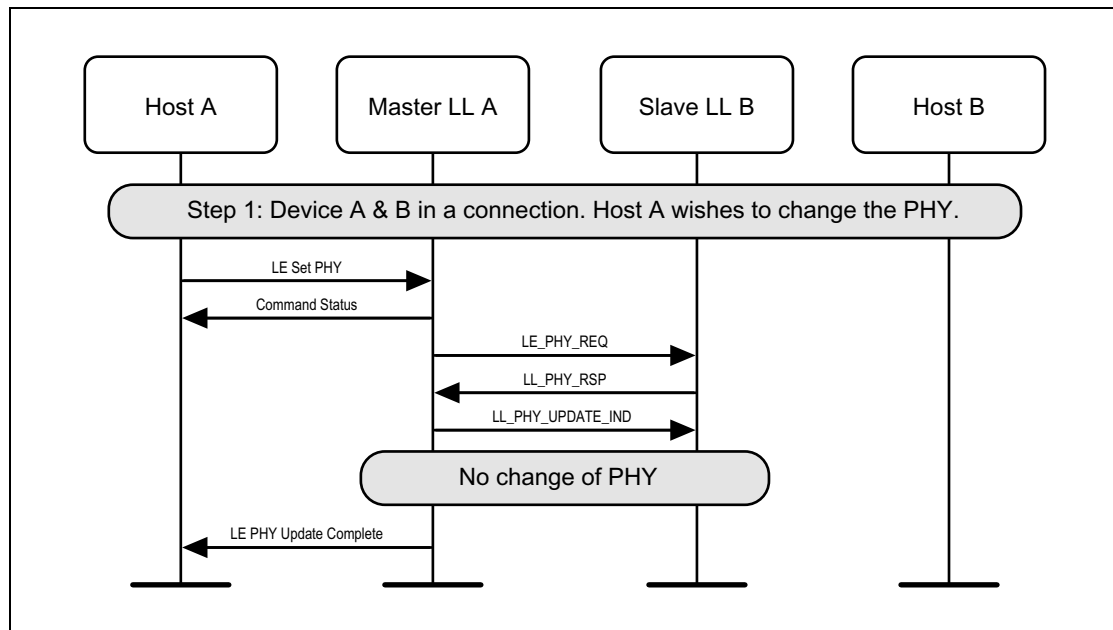 Host A
Master LL A
Slave LL B
Host B
Step 1: Device A & B in a connection. Host A wishes to change the PHY.
LE Set PHY
Command Status
LE_PHY_REQ
LL_PHY_RSP
LL_PHY_UPDATE_IND
No change of PHY
LE PHY Update Complete